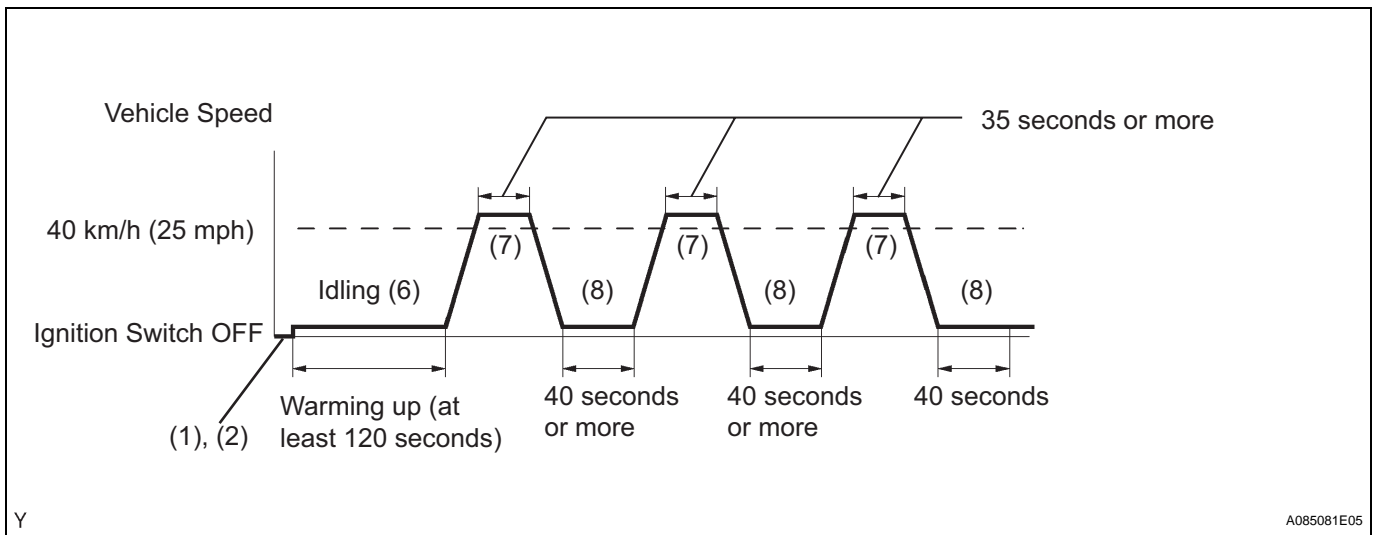 Vehicle Speed
35 seconds or more
40 km/h (25 mph)
(7)
(7)
(7)
Idling (6)
(8)
(8)
(8)
Ignition Switch OFF
Warming up (at
least 120 seconds)
40 seconds
or more
40 seconds
or more
40 seconds
(1), (2)
Y
A085081E05